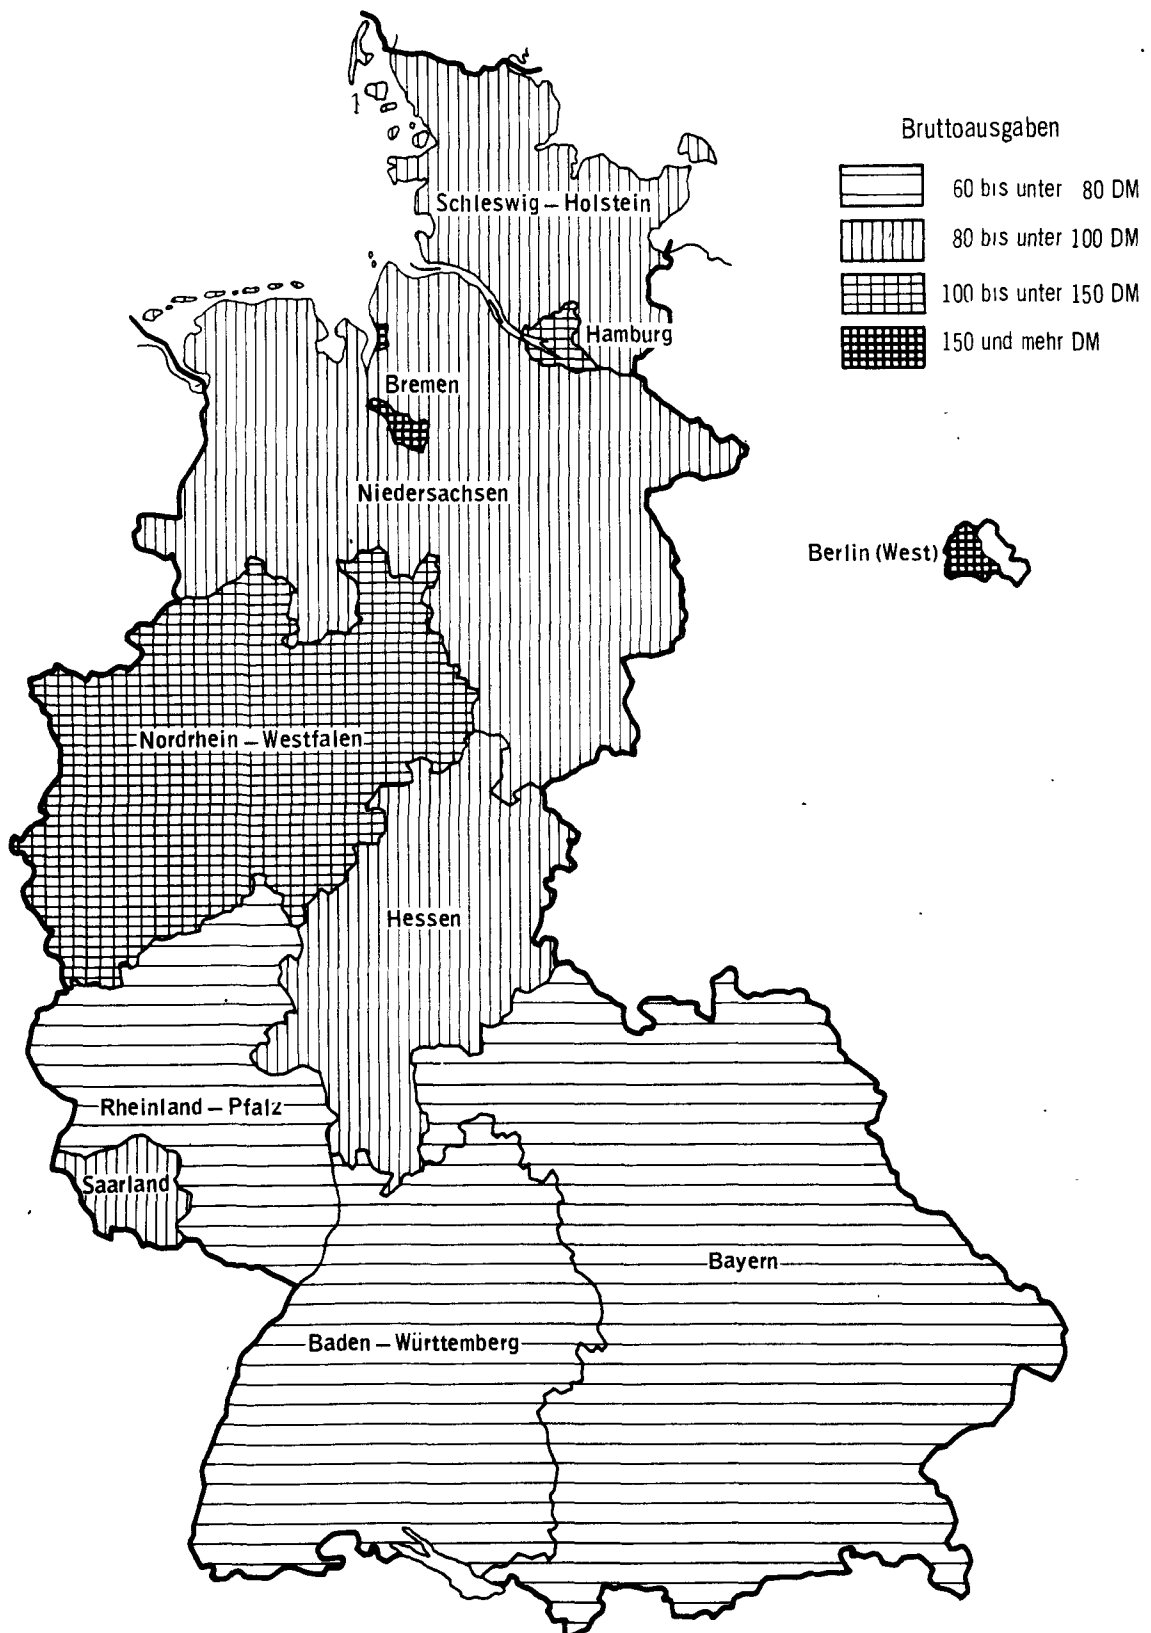 Bruttoausgaben
60 bis unter 80 DM
80 bis unter 100 DM
100 bis unter 150 DM
150 und mehr DM
1
Schleswig – Holstein
Hamburg
Bremen
Niedersachsen
Berlin (West)
Nordrhein – Westfalen
Hessen
Rheinland – Pfalz
Saarland
Bayern
Baden – Württemberg